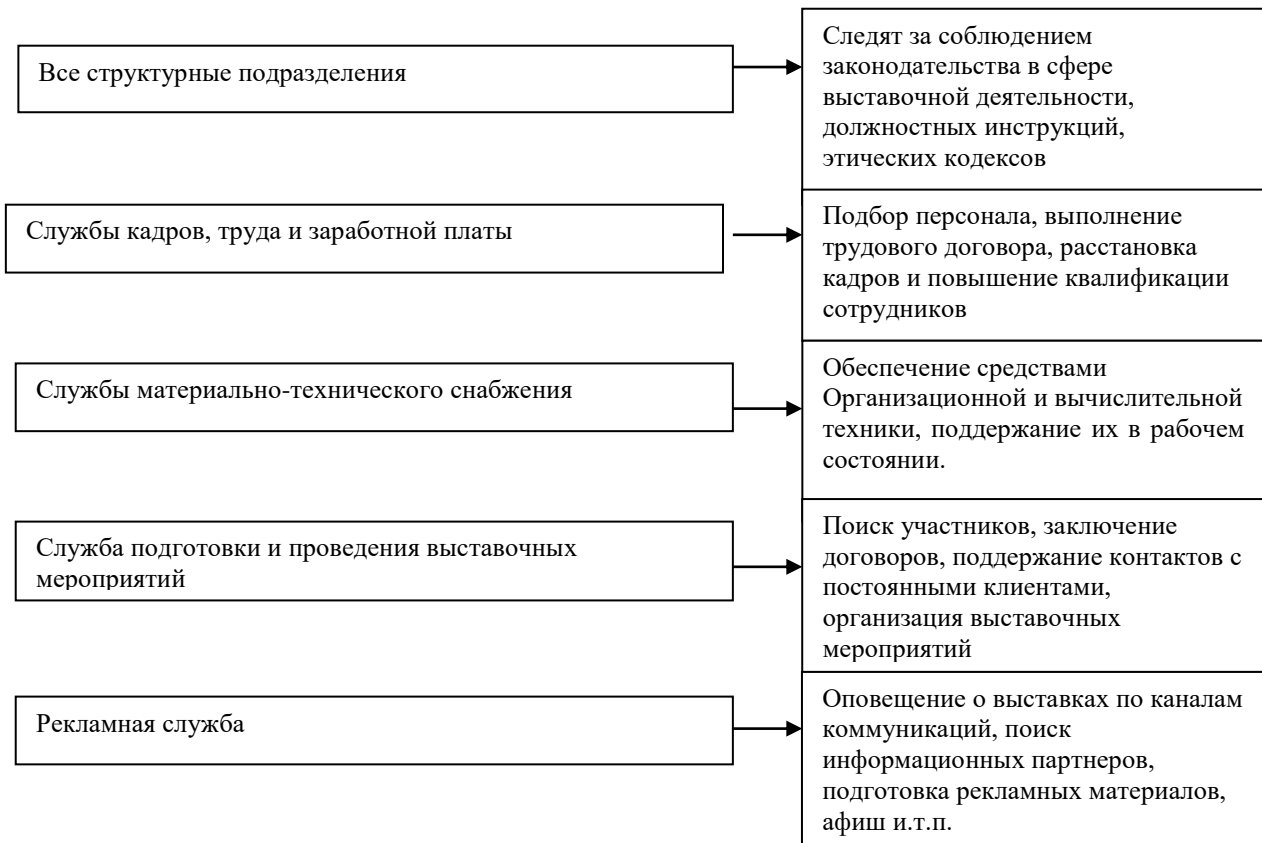 Все структурные подразделения
Следят за соблюдением
законодательства в сфере
выставочной деятельности,
должностных инструкций,
этических кодексов
Службы кадров, труда и заработной платы
Подбор персонала, выполнение
трудового договора, расстановка
кадров и повышение квалификации
сотрудников
Службы материально-технического снабжения
Обеспечение средствами
Организационной и вычислительной
техники, поддержание их в рабочем
состоянии.
Служба подготовки и проведения выставочных
мероприятий
Поиск участников, заключение
договоров, поддержание контактов с
постоянными клиентами,
организация выставочных
мероприятий
Рекламная служба
Оповещение о выставках по каналам
коммуникаций, поиск
информационных партнеров,
подготовка рекламных материалов,
афиш и.т.п.